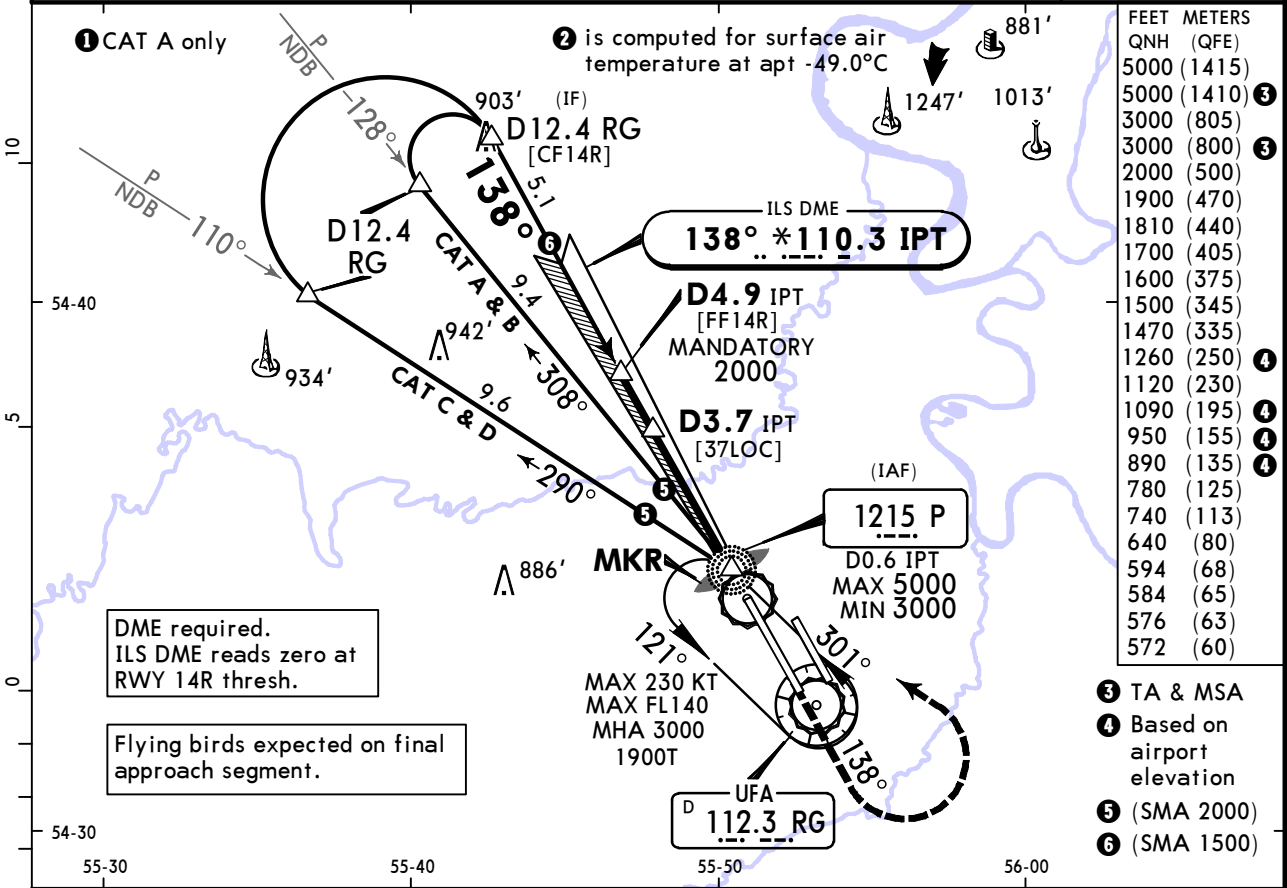 ❶ CAT A only
❷ is computed for surface air
temperature at apt -49.0°C
P
NDB
128°
P
NDB
110°
903'
(IF)
D12.4 RG
[CF14R]
5.1
138°
❻
D12.4
RG
CAT A & B
9.4
308°
CAT C & D
9.6
290°
942'
934'
886'
881'
1247'
1013'
ILS DME
138° *110.3 IPT
D4.9 IPT
[FF14R]
MANDATORY
2000
D3.7 IPT
[37LOC]
❺
❺
(IAF)
1215 P
D0.6 IPT
MAX 5000
MIN 3000
MKR
121°
301°
MAX 230 KT
MAX FL140
MHA 3000
1900T
138°
UFA
D
112.3 RG
DME required.
ILS DME reads zero at
RWY 14R thresh.
Flying birds expected on final
approach segment.
10
5
0
54-40
54-30
55-30
55-40
55-50
56-00
FEET METERS
QNH (QFE)
5000 (1415)
5000 (1410) ❸
3000 (805)
3000 (800) ❸
2000 (500)
1900 (470)
1810 (440)
1700 (405)
1600 (375)
1500 (345)
1470 (335)
1260 (250) ❹
1120 (230)
1090 (195) ❹
950 (155) ❹
890 (135) ❹
780 (125)
740 (113)
640 (80)
594 (68)
584 (65)
576 (63)
572 (60)
❸ TA & MSA
❹ Based on
airport
elevation
❺ (SMA 2000)
❻ (SMA 1500)